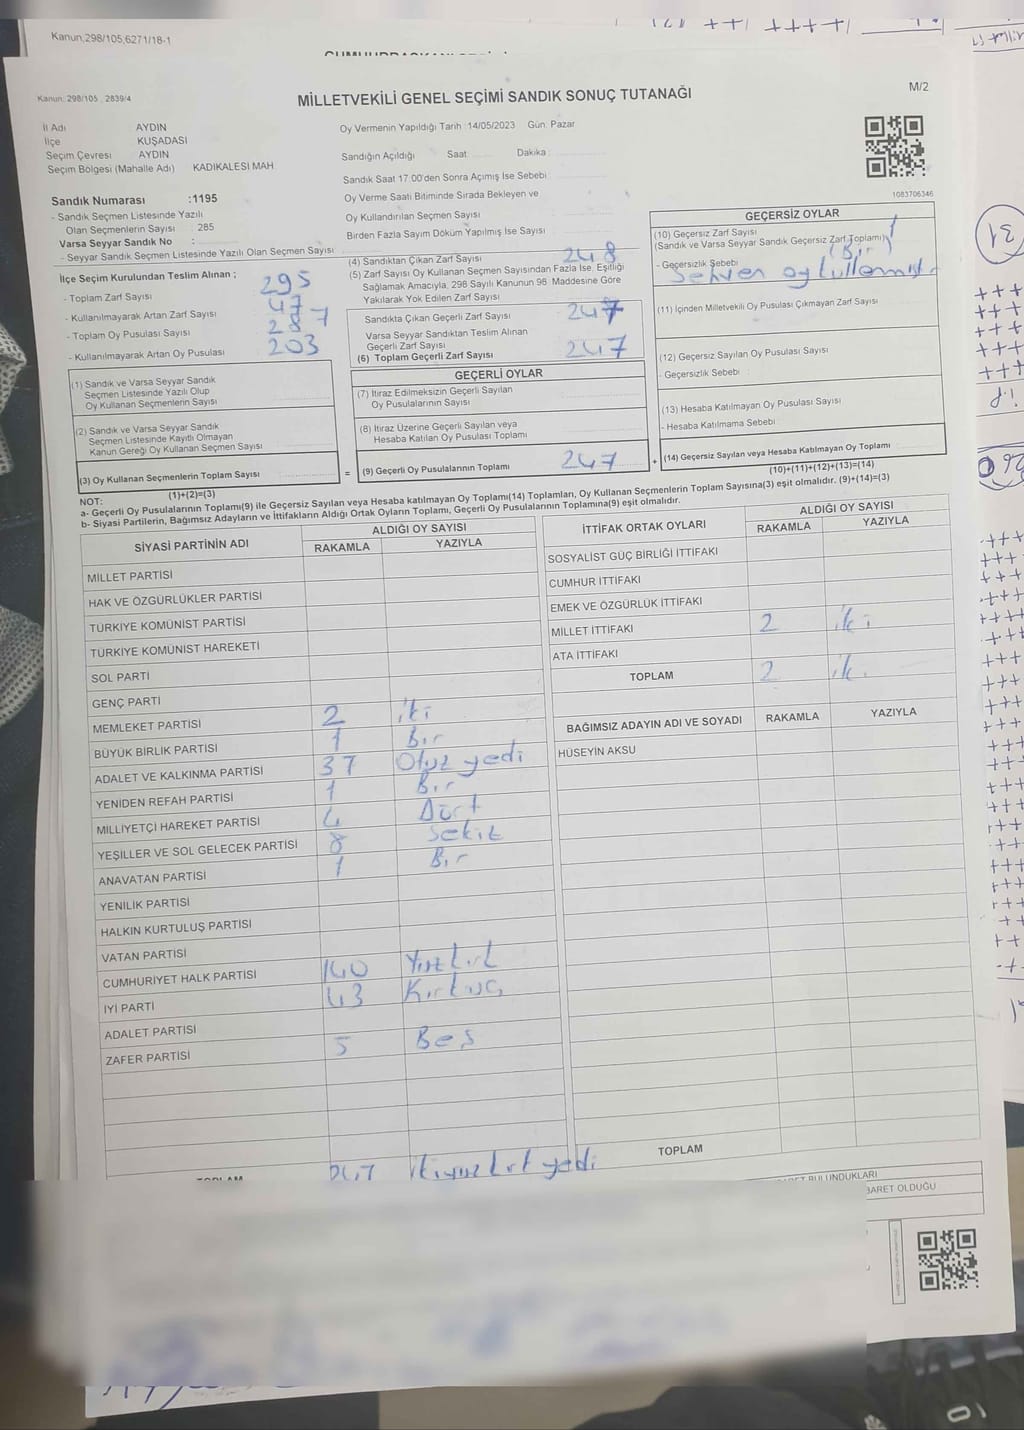 Kanun,298/105,6271/18-1
Kanun: 298/105 2839/4
MİLLETVEKİLİ GENEL SEÇİMİ SANDIK SONUÇ TUTANAĞI
M/2
İl Adı AYDIN
İlçe KUŞADASI
Seçim Çevresi AYDIN
Seçim Bölgesi (Mahalle Adı) KADIKALESİ MAH.
Sandık Numarası :1195
- Sandık Seçmen Listesinde Yazılı
Olan Seçmenlerin Sayısı : 285
Varsa Seyyar Sandık No :
- Seyyar Sandık Seçmen Listesinde Yazılı Olan Seçmen Sayısı
Oy Vermenin Yapıldığı Tarih :14/05/2023 Gün: Pazar
Sandığın Açıldığı Saat Dakika
Sandık Saat 17:00'den Sonra Açımış İse Sebebi
Oy Verme Saati Bitiminde Sırada Bekleyen ve
Oy Kullandırılan Seçmen Sayısı
Birden Fazla Sayım Döküm Yapılmış İse Sayısı
1083706346
İlçe Seçim Kurulundan Teslim Alınan ;
- Toplam Zarf Sayısı 295
- Kullanılmayarak Artan Zarf Sayısı 47
- Toplam Oy Pusulası Sayısı 287
- Kullanılmayarak Artan Oy Pusulası 203
(1) Sandık ve Varsa Seyyar Sandık
Seçmen Listesinde Yazılı Olup
Oy Kullanan Seçmenlerin Sayısı
(2) Sandık ve Varsa Seyyar Sandık
Seçmen Listesinde Kayıtlı Olmayan
Kanun Gereği Oy Kullanan Seçmen Sayısı
(3) Oy Kullanan Seçmenlerin Toplam Sayısı
(1)+(2)=(3)
(4) Sandıktan Çıkan Zarf Sayısı 248
(5) Zarf Sayısı Oy Kullanan Seçmen Sayısından Fazla İse, Eşitliği
Sağlamak Amacıyla, 298 Sayılı Kanunun 98. Maddesine Göre
Yakılarak Yok Edilen Zarf Sayısı
Sandıkta Çıkan Geçerli Zarf Sayısı 247
Varsa Seyyar Sandıktan Teslim Alınan
Geçerli Zarf Sayısı
(6) Toplam Geçerli Zarf Sayısı 247
GEÇERLİ OYLAR
(7) İtiraz Edilmeksizin Geçerli Sayılan
Oy Pusulalarının Sayısı
(8) İtiraz Üzerine Geçerli Sayılan veya
Hesaba Katılan Oy Pusulası Toplamı
= (9) Geçerli Oy Pusulalarının Toplamı 247 +
GEÇERSİZ OYLAR
(10) Geçersiz Zarf Sayısı 1
(Sandık ve Varsa Seyyar Sandık Geçersiz Zarf Toplamı) (Bir)
- Geçersizlik Sebebi Sehven oy kullanmıştır
(11) İçinden Milletvekili Oy Pusulası Çıkmayan Zarf Sayısı
(12) Geçersiz Sayılan Oy Pusulası Sayısı
- Geçersizlik Sebebi
(13) Hesaba Katılmayan Oy Pusulası Sayısı
- Hesaba Katılmama Sebebi
(14) Geçersiz Sayılan veya Hesaba Katılmayan Oy Toplamı
(10)+(11)+(12)+(13)=(14)
NOT:
a- Geçerli Oy Pusulalarının Toplamı(9) ile Geçersiz Sayılan veya Hesaba katılmayan Oy Toplamı(14) Toplamları, Oy Kullanan Seçmenlerin Toplam Sayısına(3) eşit olmalıdır. (9)+(14)=(3)
b- Siyasi Partilerin, Bağımsız Adayların ve İttifakların Aldığı Ortak Oyların Toplamı, Geçerli Oy Pusulalarının Toplamına(9) eşit olmalıdır.
SİYASİ PARTİNİN ADI ALDIĞI OY SAYISI
RAKAMLA YAZIYLA
MİLLET PARTİSİ
HAK VE ÖZGÜRLÜKLER PARTİSİ
TÜRKİYE KOMÜNİST PARTİSİ
TÜRKİYE KOMÜNİST HAREKETİ
SOL PARTİ
GENÇ PARTİ
MEMLEKET PARTİSİ 2 iki
BÜYÜK BİRLİK PARTİSİ 1 Bir
ADALET VE KALKINMA PARTİSİ 37 Otuz yedi
YENİDEN REFAH PARTİSİ 1 Bir
MİLLİYETÇİ HAREKET PARTİSİ 4 Dört
YEŞİLLER VE SOL GELECEK PARTİSİ 8 Sekiz
ANAVATAN PARTİSİ 1 Bir
YENİLİK PARTİSİ
HALKIN KURTULUŞ PARTİSİ
VATAN PARTİSİ
CUMHURİYET HALK PARTİSİ 140 Yüzkırk
İYİ PARTİ 43 Kırküç
ADALET PARTİSİ
ZAFER PARTİSİ 5 Beş
TOPLAM 247 ikiyüzkırk yedi
İTTİFAK ORTAK OYLARI ALDIĞI OY SAYISI
RAKAMLA YAZIYLA
SOSYALİST GÜÇ BİRLİĞİ İTTİFAKI
CUMHUR İTTİFAKI
EMEK VE ÖZGÜRLÜK İTTİFAKI
MİLLET İTTİFAKI 2 iki
ATA İTTİFAKI
TOPLAM 2 iki
BAĞIMSIZ ADAYIN ADI VE SOYADI RAKAMLA YAZIYLA
HÜSEYİN AKSU
TOPLAM
BULUNDUKLARI
BARET OLDUĞU
31